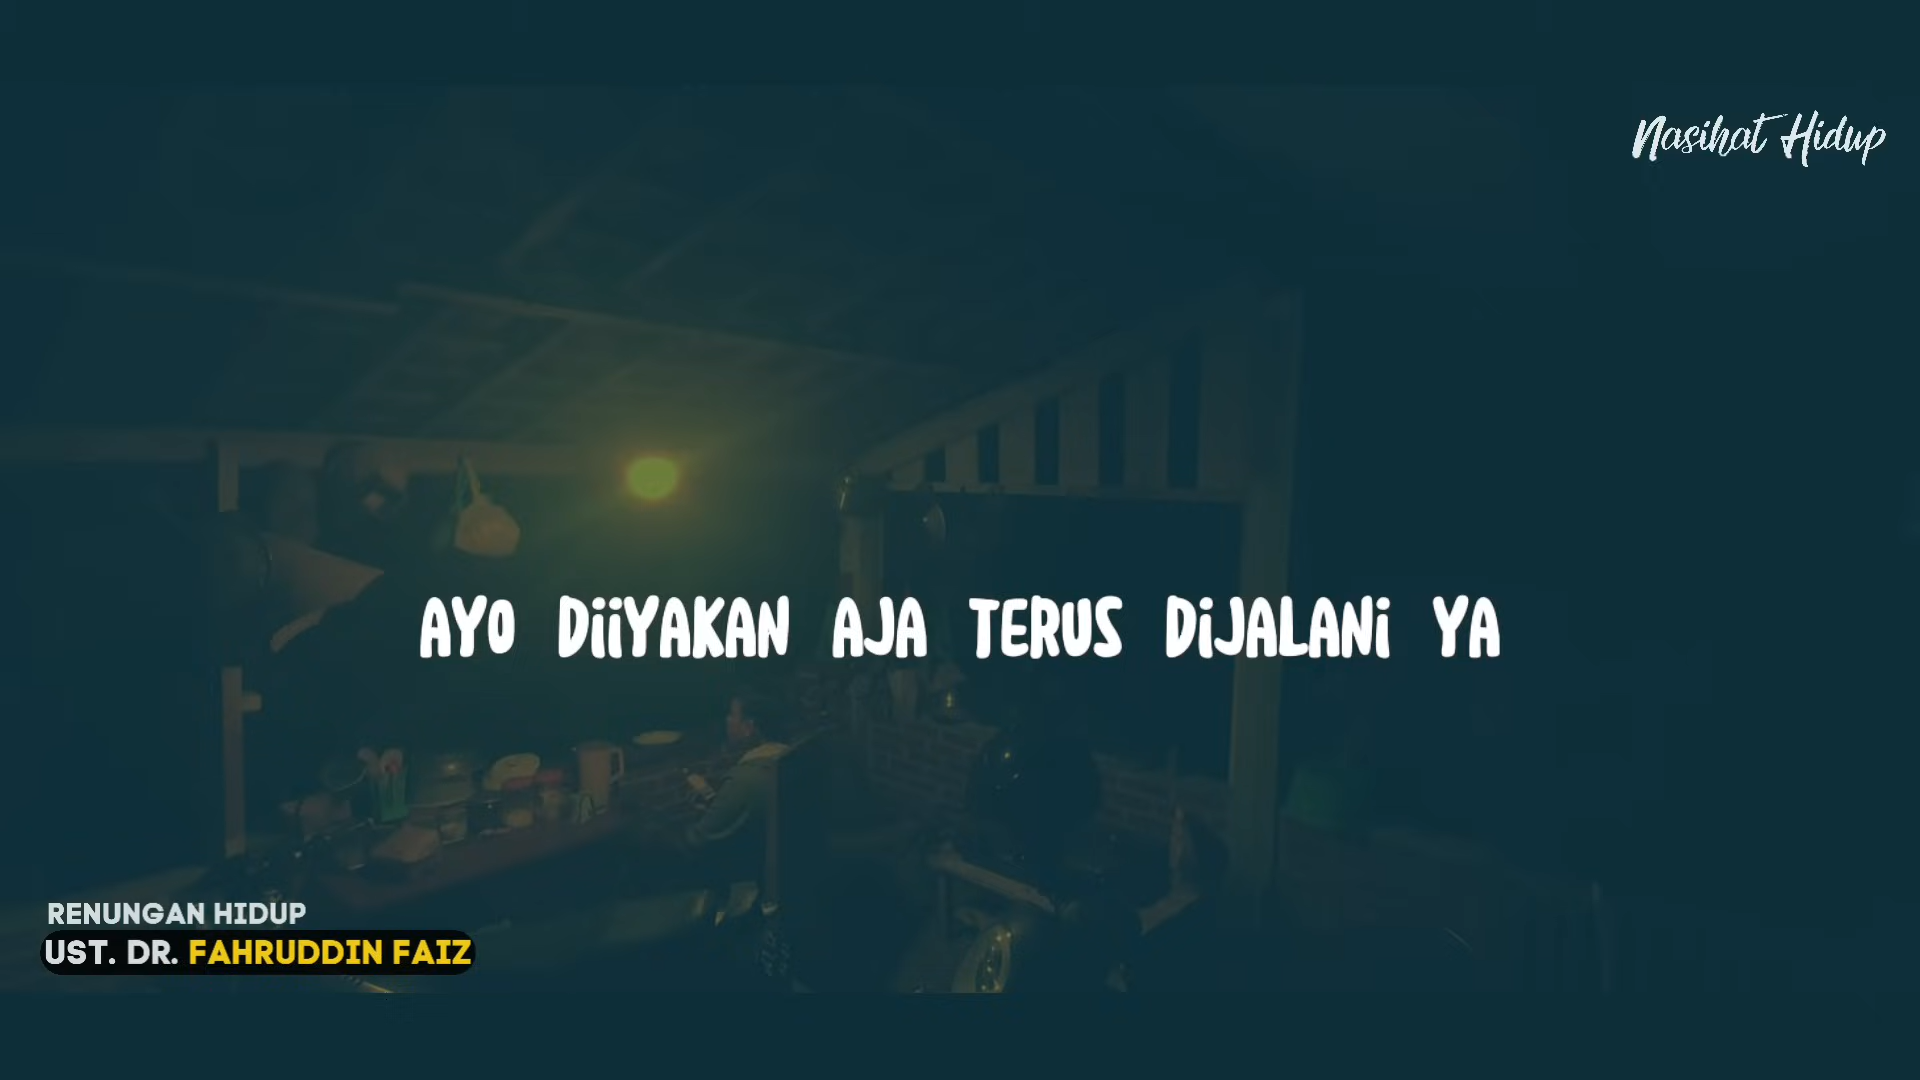 Nasihat Hidup
AYO DiiYAKAN AJA TERUS DiJALANi YA
RENUNGAN HIDUP
UST. DR. FAHRUDDIN FAIZ